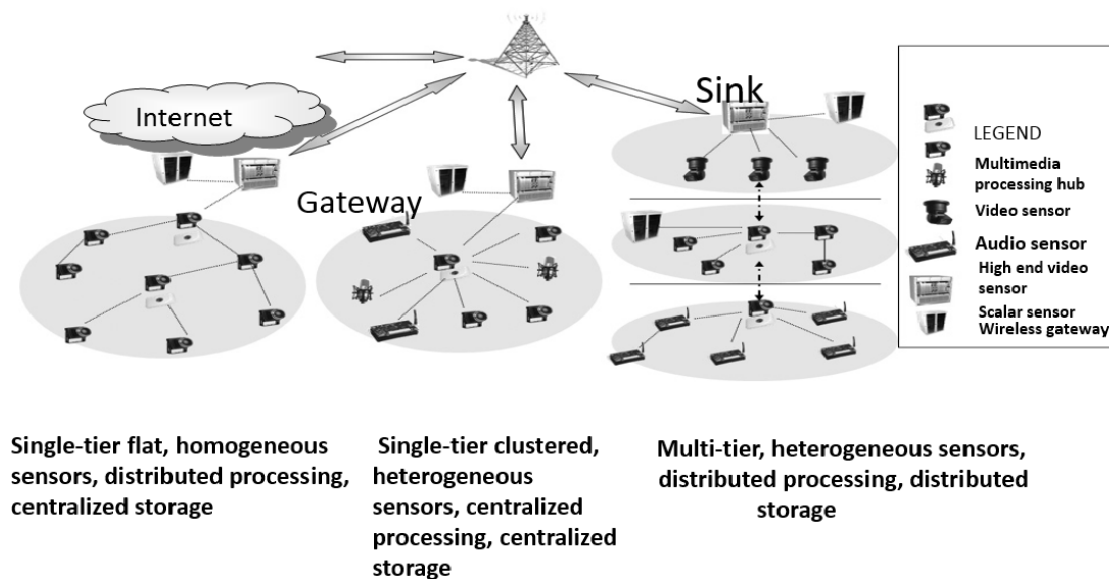 Sink
Internet
Gateway
LEGEND
Multimedia
processing hub
Video sensor
Audio sensor
High end video
sensor
Scalar sensor
Wireless gateway
Single-tier flat, homogeneous
sensors, distributed processing,
centralized storage
Single-tier clustered,
heterogeneous
sensors, centralized
processing, centralized
storage
Multi-tier, heterogeneous sensors,
distributed processing, distributed
storage